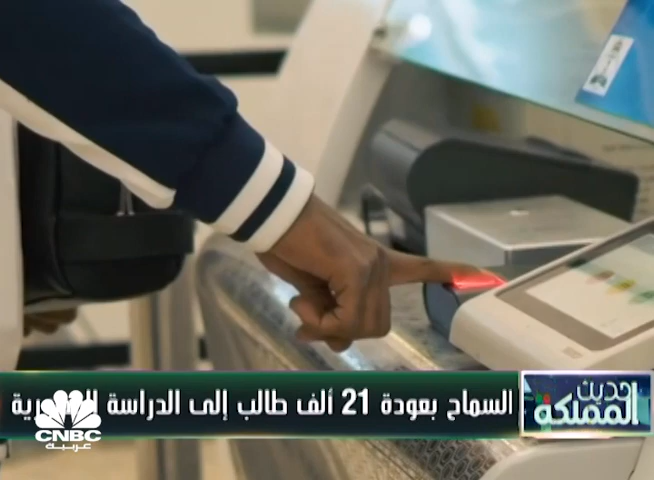 حديث
المملكة
السماح بعودة 21 ألف طالب إلى الدراسة
CNBC
عربية